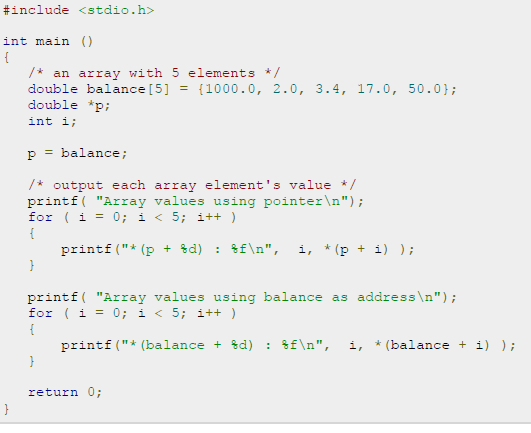 #include <stdio.h>

int main ()
{
   /* an array with 5 elements */
   double balance[5] = {1000.0, 2.0, 3.4, 17.0, 50.0};
   double *p;
   int i;

   p = balance;

   /* output each array element's value */
   printf( "Array values using pointer\n");
   for ( i = 0; i < 5; i++ )
   {
       printf("*(p + %d) : %f\n",  i, *(p + i) );
   }

   printf( "Array values using balance as address\n");
   for ( i = 0; i < 5; i++ )
   {
       printf("*(balance + %d) : %f\n",  i, *(balance + i) );
   }

   return 0;
}